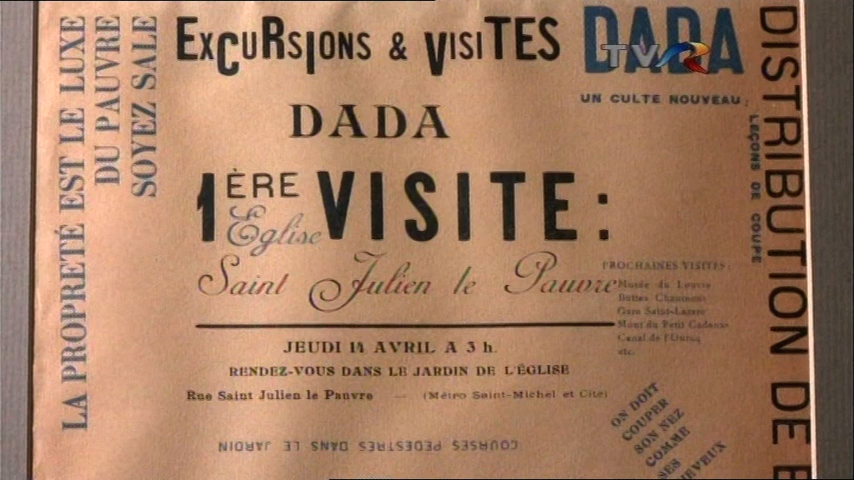 LA PROPRETÉ EST LE LUXE
DU PAUVRE
SOYEZ SALE
EXCURSIONS & VISITES
DADA
TVR
UN CULTE NOUVEAU:
DADA
1ÈRE VISITE:
Eglise
Saint Julien le Pauvre
PROCHAINES VISITES:
Musée du Louvre
Buttes Chaumont
Gare Saint-Lazare
Mont du Petit Cadenas
Canal de l'Ourcq
etc.
JEUDI 14 AVRIL A 3 h.
RENDEZ-VOUS DANS LE JARDIN DE L'ÉGLISE
Rue Saint Julien le Pauvre — (Métro Saint-Michel et Cité)
COURSES PEDESTRES DANS LE JARDIN
ON DOIT
COUPER
SON NEZ
COMME
SES
CHEVEUX
LEÇONS DE COUPE
DISTRIBUTION DE